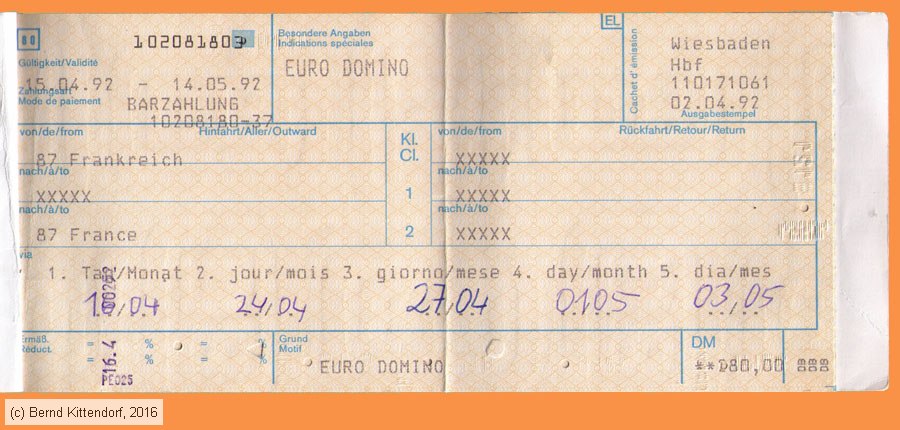 80
102081803
Besondere Angaben
Indications spéciales
EL
Cachet d'émission
Wiesbaden
Hbf
110171061
02.04.92
Ausgabestempel
Gültigkeit/Validité
15.04.92 - 14.05.92
EURO DOMINO
Zahlungsart
Mode de paiement
BARZAHLUNG
10208180-37
von/de/from
Hinfahrt/Aller/Outward
Kl.
Cl.
von/de/from
Rückfahrt/Retour/Return
87 Frankreich
XXXXX
nach/à/to
1
nach/à/to
XXXXX
XXXXX
nach/à/to
2
nach/à/to
87 France
XXXXX
via
1. Tag/Monat 2. jour/mois 3. giorno/mese 4. day/month 5. dia/mes
16/04 24/04 27/04 01/05 03/05
Ermäß.
Réduct.
= % =
= % =
16.4
PE025
Grund
Motif
EURO DOMINO
DM
(c) Bernd Kittendorf, 2016